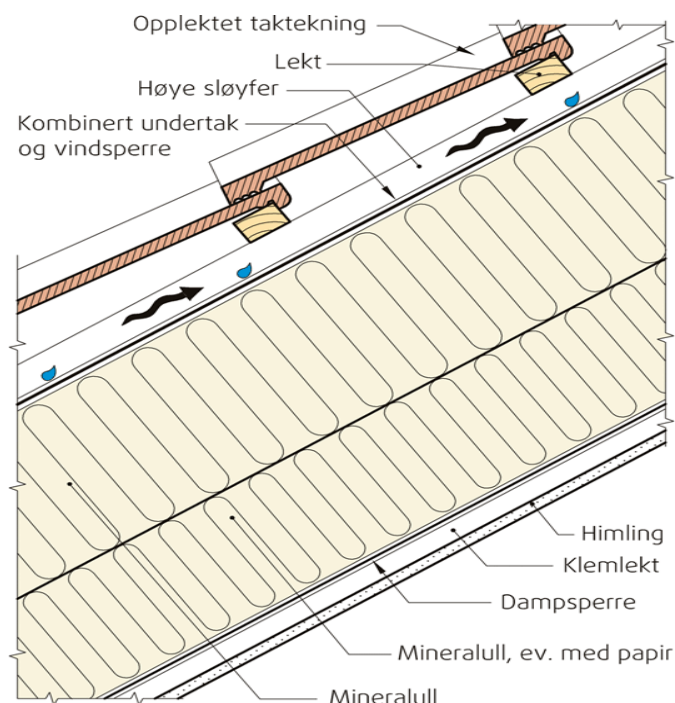 Opplektet taktekning
Lekt
Høye sløyfer
Kombinert undertak
og vindsperre
Himling
Klemlekt
Dampsperre
Mineralull, ev. med papir
Mineralull